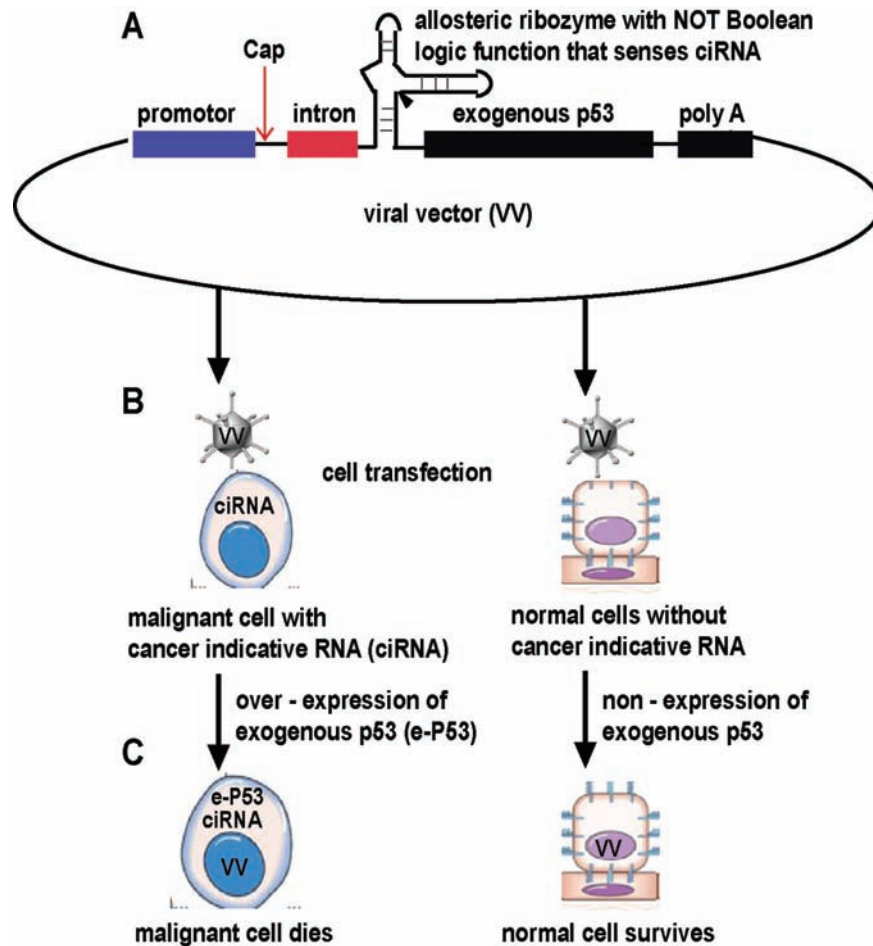 A
allosteric ribozyme with NOT Boolean
logic function that senses ciRNA
Cap
promotor
intron
exogenous p53
poly A
viral vector (VV)
B
VV
VV
cell transfection
ciRNA
malignant cell with
cancer indicative RNA (ciRNA)
normal cells without
cancer indicative RNA
over - expression of
exogenous p53 (e-P53)
non - expression of
exogenous p53
C
e-P53
ciRNA
VV
VV
malignant cell dies
normal cell survives